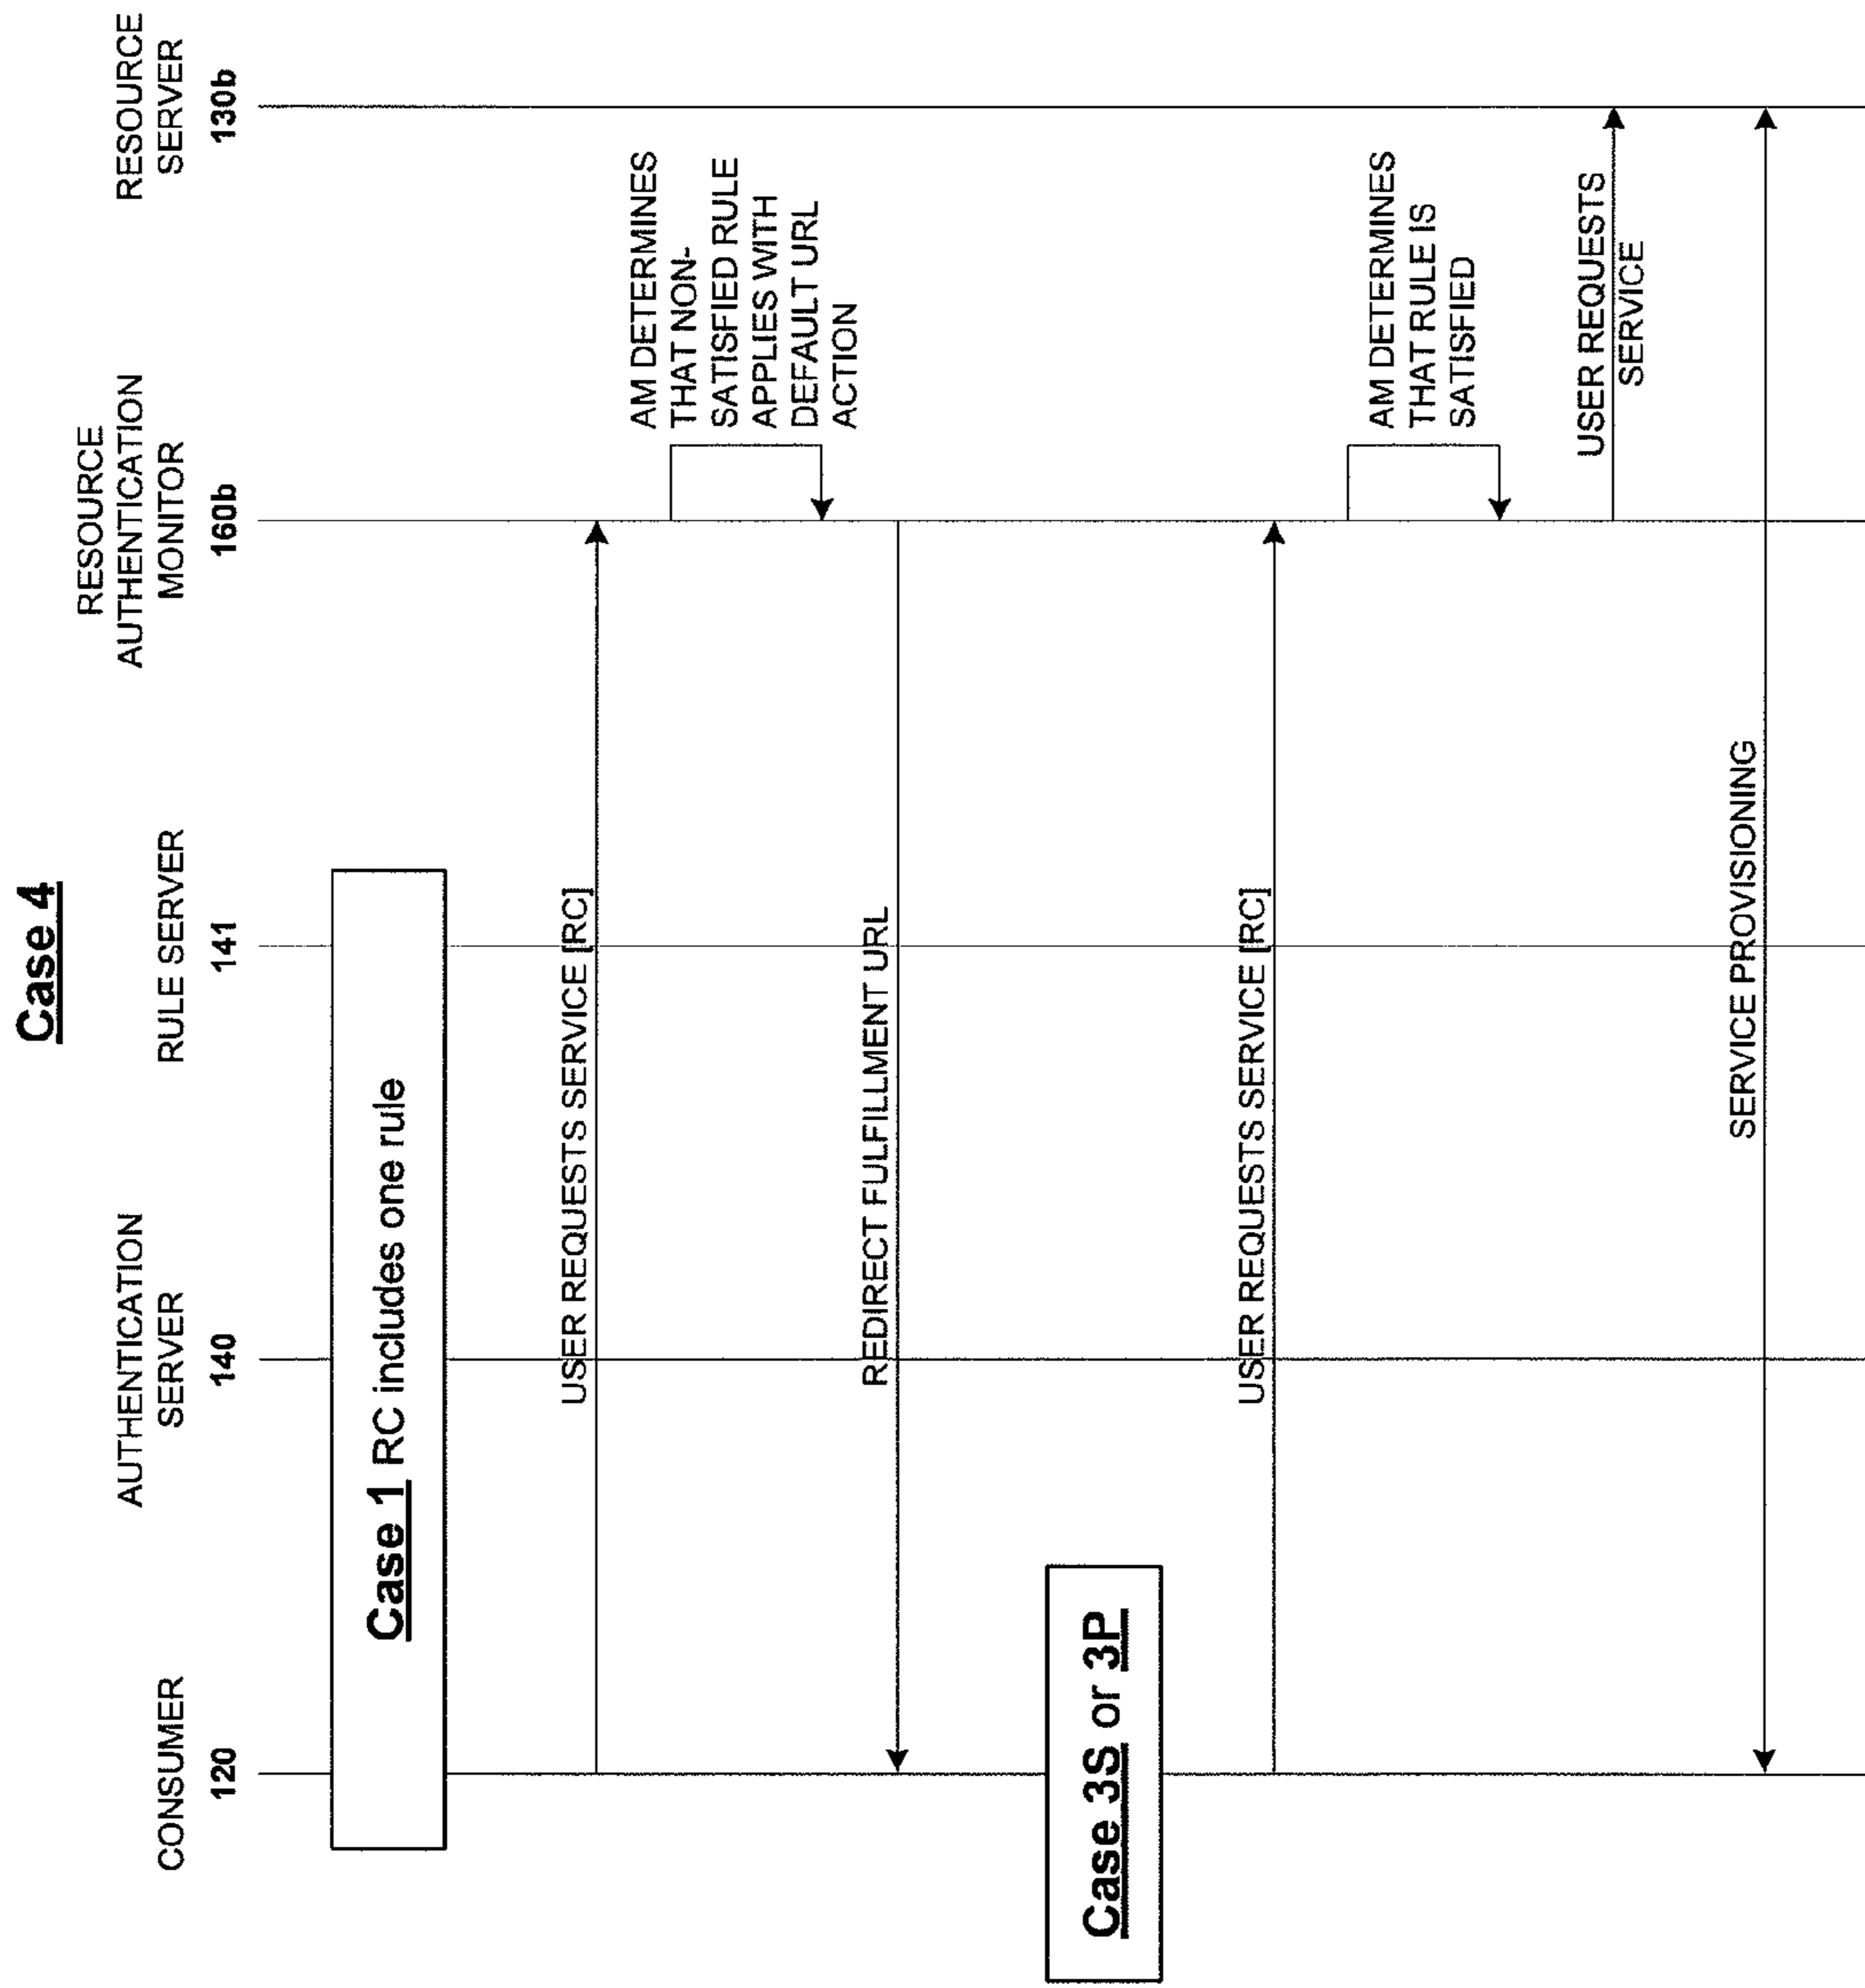 Case 4
CONSUMER
120
AUTHENTICATION
SERVER
140
RULE SERVER
141
RESOURCE
AUTHENTICATION
MONITOR
160b
RESOURCE
SERVER
130b
Case 1 RC includes one rule
USER REQUESTS SERVICE [RC]
AM DETERMINES
THAT NON-
SATISFIED RULE
APPLIES WITH
DEFAULT URL
ACTION
REDIRECT FULFILLMENT URL
Case 3S or 3P
USER REQUESTS SERVICE [RC]
AM DETERMINES
THAT RULE IS
SATISFIED
USER REQUESTS
SERVICE
SERVICE PROVISIONING